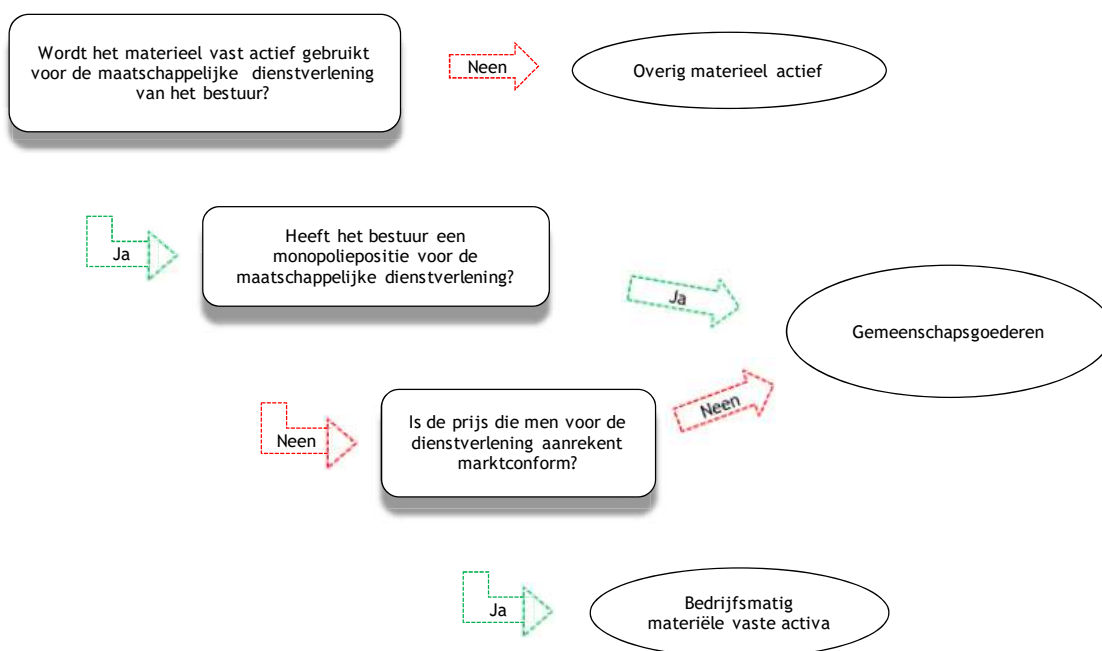 Wordt het materieel vast actief gebruikt
voor de maatschappelijke dienstverlening
van het bestuur?
Neen
Overig materieel actief
Ja
Heeft het bestuur een
monopoliepositie voor de
maatschappelijke dienstverlening?
Ja
Gemeenschapsgoederen
Neen
Is de prijs die men voor de
dienstverlening aanrekent
marktconform?
Neen
Ja
Bedrijfsmatig
materiële vaste activa